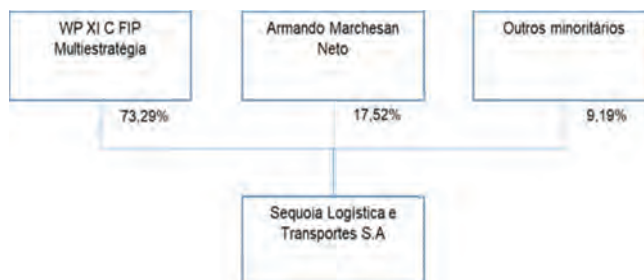 WP XI C FIP
Multiestratégia
Armando Marchesan
Neto
Outros minoritários
73,29%
17,52%
9,19%
Sequoia Logística e
Transportes S.A